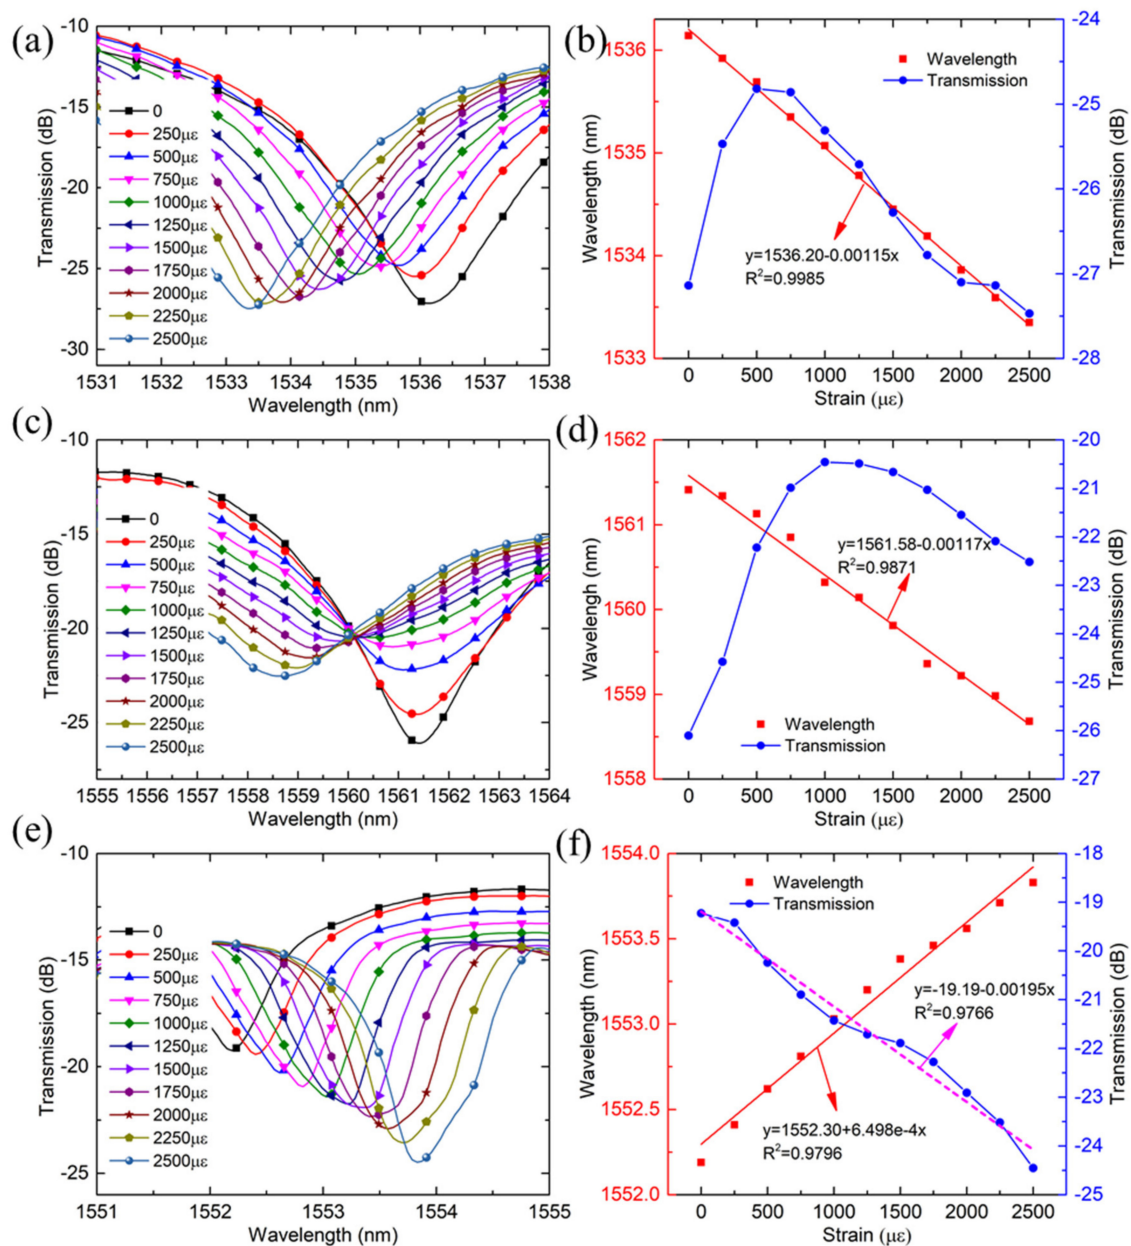 (a)
-10
-15
-20
-25
-30
Transmission (dB)
0
250με
500με
750με
1000με
1250με
1500με
1750με
2000με
2250με
2500με
1531 1532 1533 1534 1535 1536 1537 1538
Wavelength (nm)
(b)
1536
1535
1534
1533
Wavelength (nm)
Wavelength
Transmission
y=1536.20-0.00115x
R²=0.9985
-24
-25
-26
-27
-28
Transmission (dB)
0 500 1000 1500 2000 2500
Strain (με)
(c)
-10
-15
-20
-25
Transmission (dB)
0
250με
500με
750με
1000με
1250με
1500με
1750με
2000με
2250με
2500με
1555 1556 1557 1558 1559 1560 1561 1562 1563 1564
Wavelength (nm)
(d)
1562
1561
1560
1559
1558
Wavelengh (nm)
y=1561.58-0.00117x
R²=0.9871
Wavelength
Transmission
-20
-21
-22
-23
-24
-25
-26
-27
Transmission (dB)
0 500 1000 1500 2000 2500
Strain (με)
(e)
-10
-15
-20
-25
Transmission (dB)
0
250με
500με
750με
1000με
1250με
1500με
1750με
2000με
2250με
2500με
1551 1552 1553 1554 1555
Wavelength (nm)
(f)
1554.0
1553.5
1553.0
1552.5
1552.0
Wavelength (nm)
Wavelength
Transmission
y=-19.19-0.00195x
R²=0.9766
y=1552.30+6.498e-4x
R²=0.9796
-18
-19
-20
-21
-22
-23
-24
-25
Transmission (dB)
0 500 1000 1500 2000 2500
Strain (με)